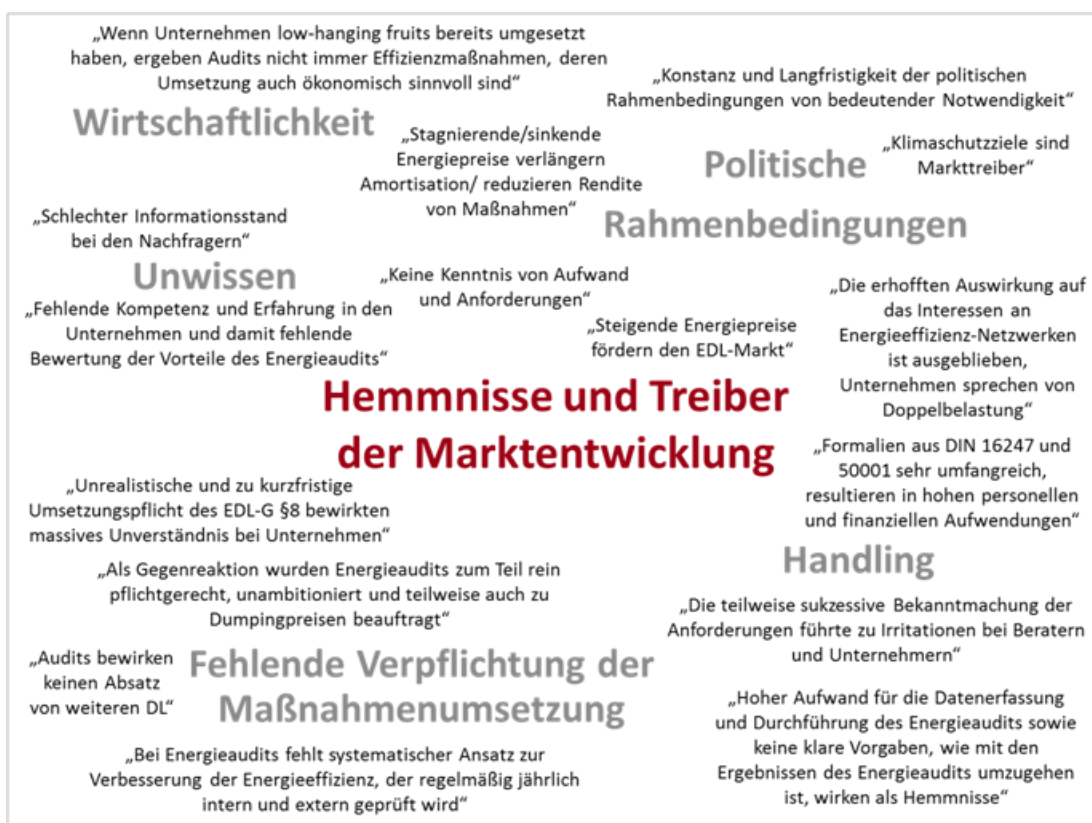 „Wenn Unternehmen low-hanging fruits bereits umgesetzt
haben, ergeben Audits nicht immer Effizienzmaßnahmen, deren
Umsetzung auch ökonomisch sinnvoll sind“
Wirtschaftlichkeit
„Stagnierende/sinkende
Energiepreise verlängern
Amortisation/ reduzieren Rendite
von Maßnahmen“
„Konstanz und Langfristigkeit der politischen
Rahmenbedingungen von bedeutender Notwendigkeit“
Politische
Rahmenbedingungen
„Klimaschutzziele sind
Markttreiber“
„Schlechter Informationsstand
bei den Nachfragern“
Unwissen
„Keine Kenntnis von Aufwand
und Anforderungen“
„Fehlende Kompetenz und Erfahrung in den
Unternehmen und damit fehlende
Bewertung der Vorteile des Energieaudits“
„Steigende Energiepreise
fördern den EDL-Markt“
„Die erhofften Auswirkung auf
das Interessen an
Energieeffizienz-Netzwerken
ist ausgeblieben,
Unternehmen sprechen von
Doppelbelastung“
Hemmnisse und Treiber
der Marktentwicklung
„Formalien aus DIN 16247 und
50001 sehr umfangreich,
resultieren in hohen personellen
und finanziellen Aufwendungen“
Handling
„Unrealistische und zu kurzfristige
Umsetzungspflicht des EDL-G §8 bewirkten
massives Unverständnis bei Unternehmen“
„Als Gegenreaktion wurden Energieaudits zum Teil rein
pflichtgerecht, unambitioniert und teilweise auch zu
Dumpingpreisen beauftragt“
„Die teilweise sukzessive Bekanntmachung der
Anforderungen führte zu Irritationen bei Beratern
und Unternehmern“
„Audits bewirken
keinen Absatz
von weiteren DL“
Fehlende Verpflichtung der
Maßnahmenumsetzung
„Bei Energieaudits fehlt systematischer Ansatz zur
Verbesserung der Energieeffizienz, der regelmäßig jährlich
intern und extern geprüft wird“
„Hoher Aufwand für die Datenerfassung
und Durchführung des Energieaudits sowie
keine klare Vorgaben, wie mit den
Ergebnissen des Energieaudits umzugehen
ist, wirken als Hemmnisse“